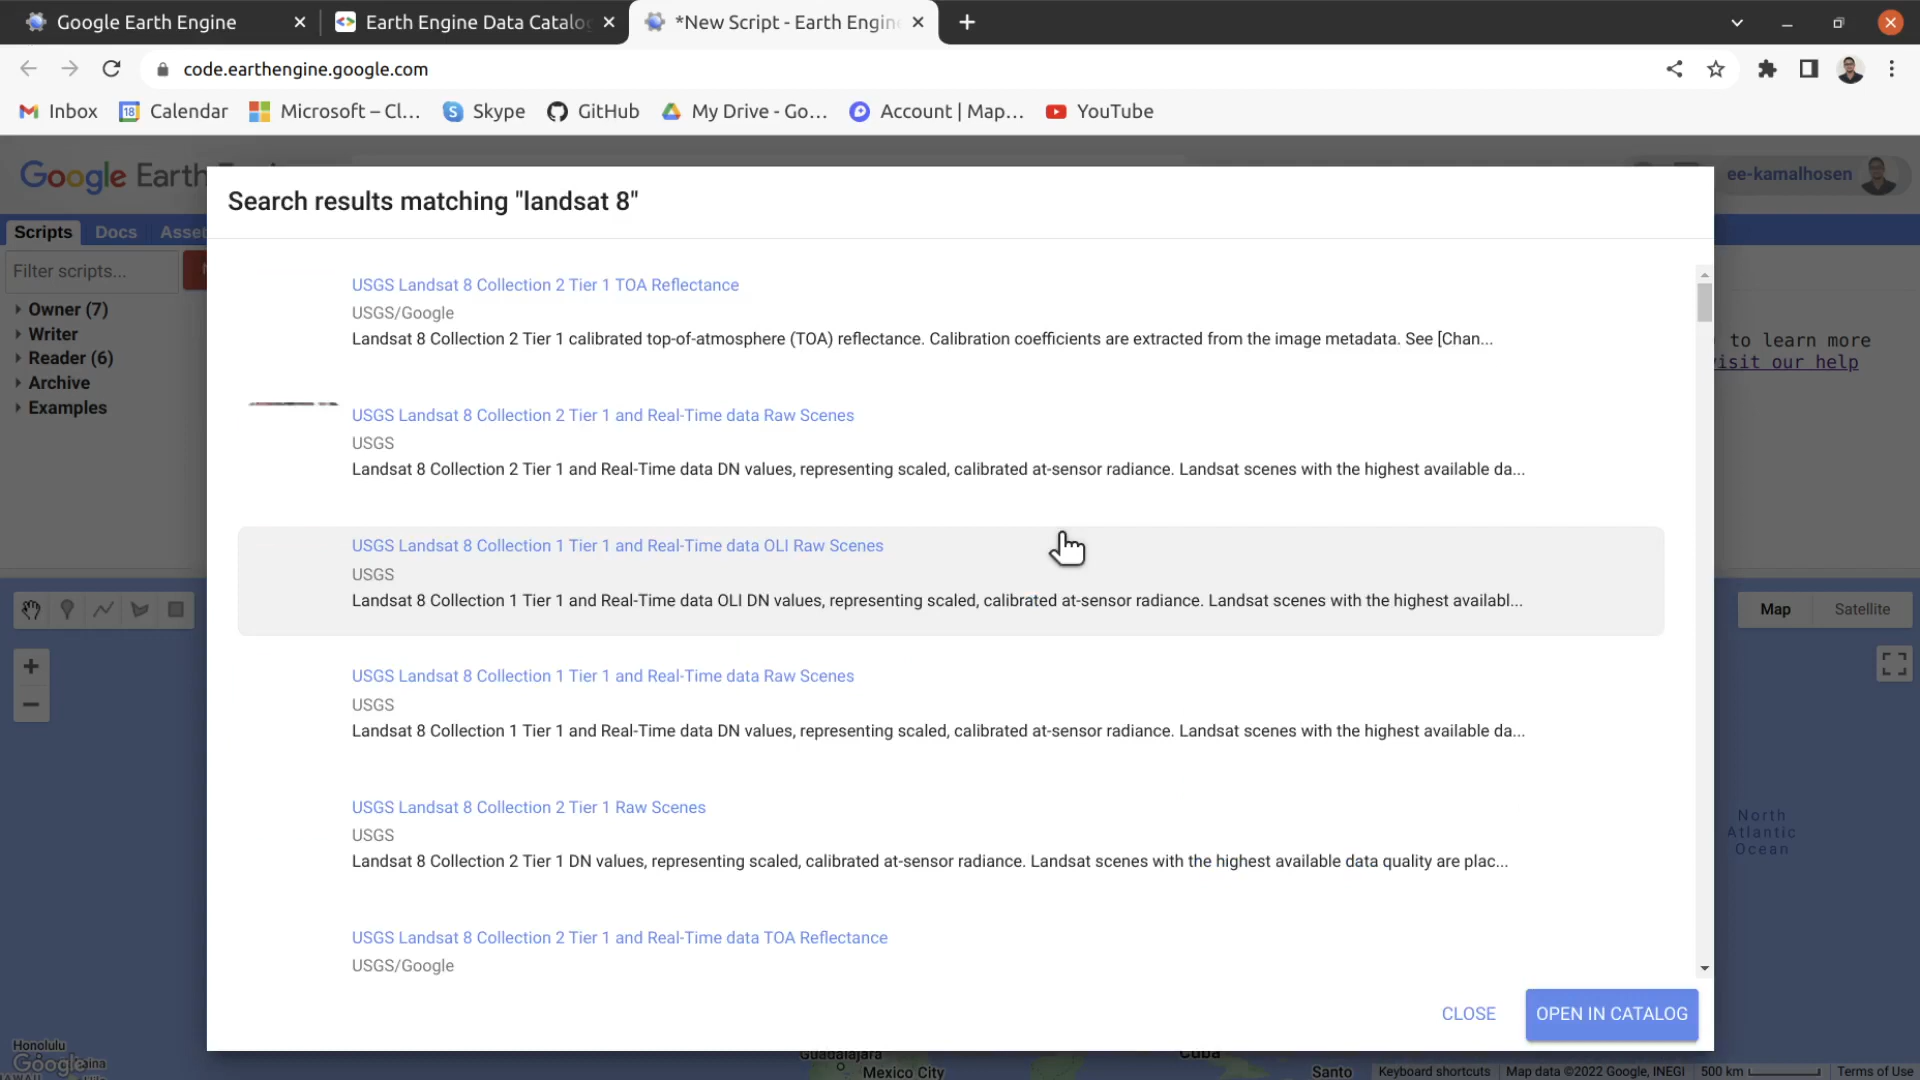 Google Earth Engine
Earth Engine Data Catalo
*New Script - Earth Engin
code.earthengine.google.com
Inbox
Calendar
Microsoft – Cl...
Skype
GitHub
My Drive - Go...
Account | Map...
YouTube
Google Earth
ee-kamalhosen
Search results matching "landsat 8"
Scripts
Docs
Asset
Filter scripts...
Owner (7)
Writer
Reader (6)
Archive
Examples
to learn more
visit our help
USGS Landsat 8 Collection 2 Tier 1 TOA Reflectance
USGS/Google
Landsat 8 Collection 2 Tier 1 calibrated top-of-atmosphere (TOA) reflectance. Calibration coefficients are extracted from the image metadata. See [Chan...
USGS Landsat 8 Collection 2 Tier 1 and Real-Time data Raw Scenes
USGS
Landsat 8 Collection 2 Tier 1 and Real-Time data DN values, representing scaled, calibrated at-sensor radiance. Landsat scenes with the highest available da...
USGS Landsat 8 Collection 1 Tier 1 and Real-Time data OLI Raw Scenes
USGS
Landsat 8 Collection 1 Tier 1 and Real-Time data OLI DN values, representing scaled, calibrated at-sensor radiance. Landsat scenes with the highest availabl...
USGS Landsat 8 Collection 1 Tier 1 and Real-Time data Raw Scenes
USGS
Landsat 8 Collection 1 Tier 1 and Real-Time data DN values, representing scaled, calibrated at-sensor radiance. Landsat scenes with the highest available da...
USGS Landsat 8 Collection 2 Tier 1 Raw Scenes
USGS
Landsat 8 Collection 2 Tier 1 DN values, representing scaled, calibrated at-sensor radiance. Landsat scenes with the highest available data quality are plac...
USGS Landsat 8 Collection 2 Tier 1 and Real-Time data TOA Reflectance
USGS/Google
CLOSE
OPEN IN CATALOG
Map
Satellite
North
Atlantic
Ocean
Honolulu
Google
Guadalajara
Mexico City
Cuba
Santo
Keyboard shortcuts
Map data ©2022 Google, INEGI
500 km
Terms of Use